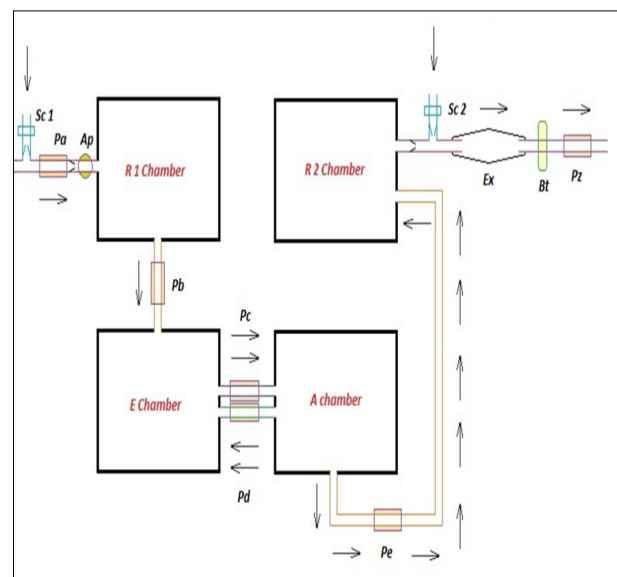 Sc 1
Pa
Ap
R 1 Chamber
R 2 Chamber
Sc 2
Ex
Bt
Pz
Pb
Pc
E Chamber
A chamber
Pd
Pe